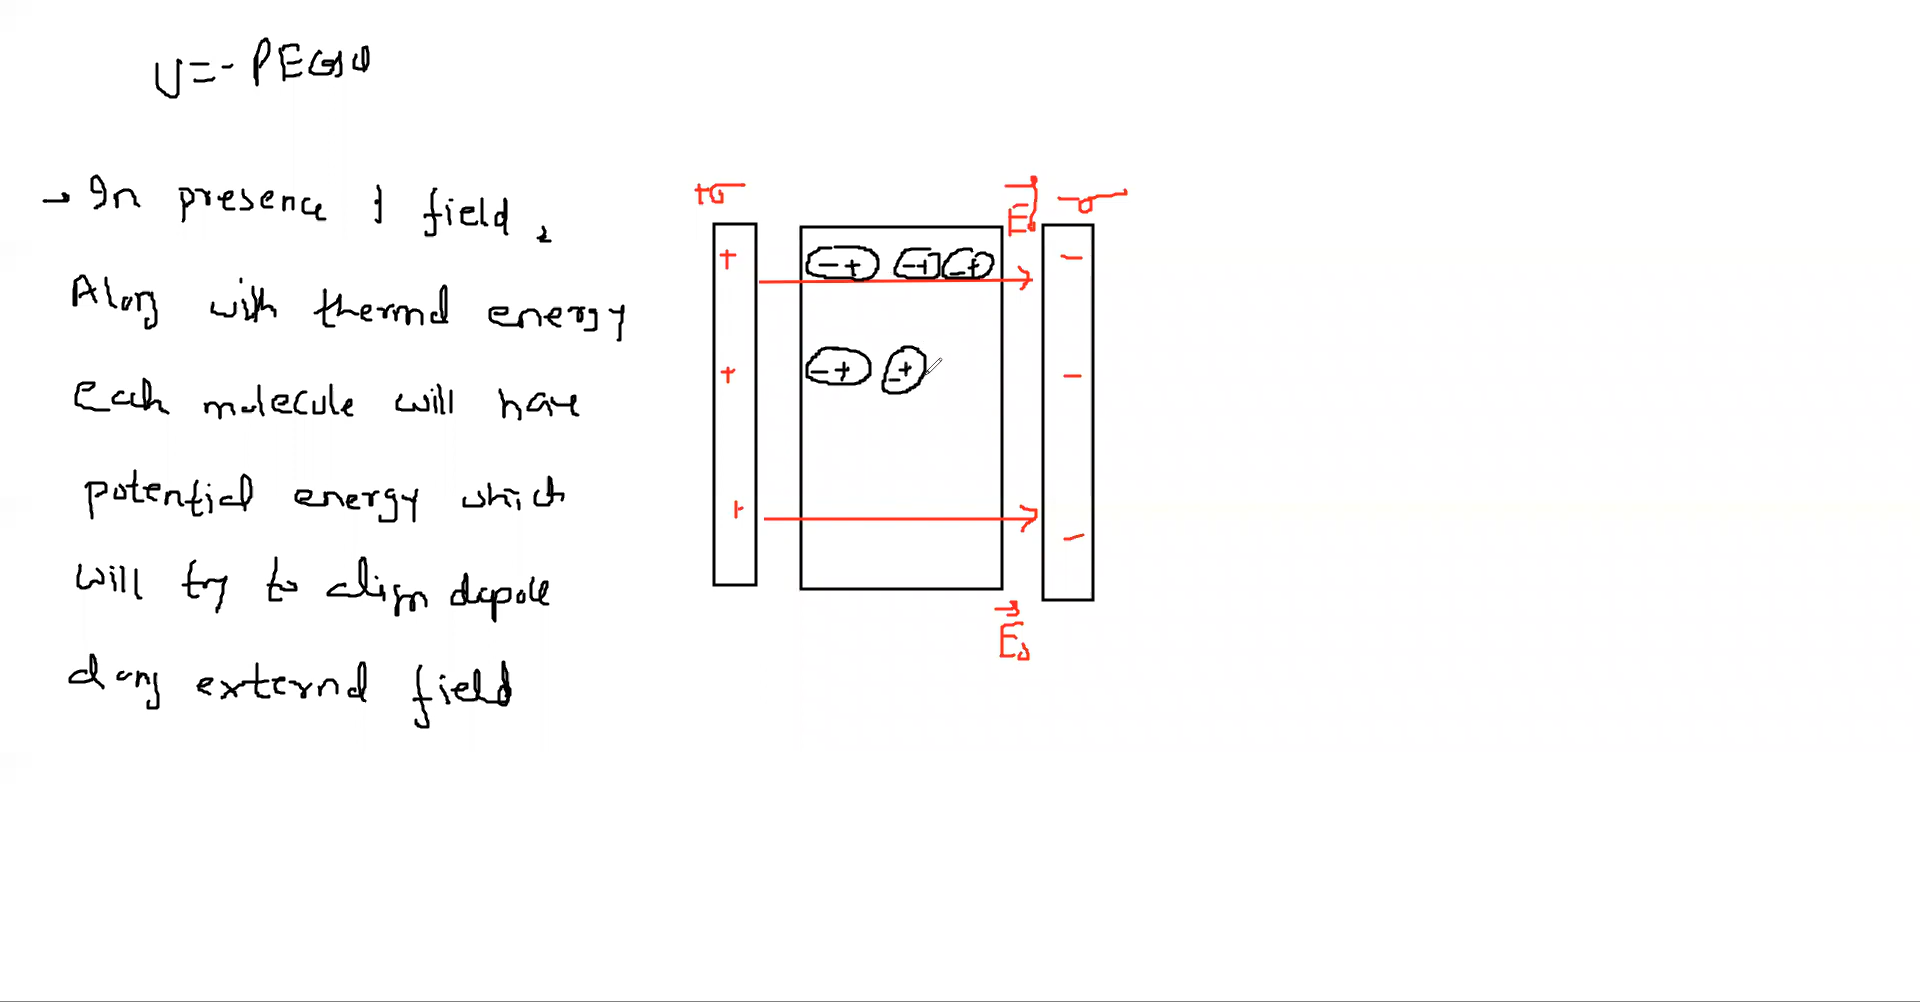 U = - PE cosθ
→ In presence of field,
Along with thermal energy
Each molecule will have
potential energy which
will try to align dipole
along external field
+σ
E₀
-σ
+
- +
- +
- +
-
+
- +
- +
-
+
-
E₀